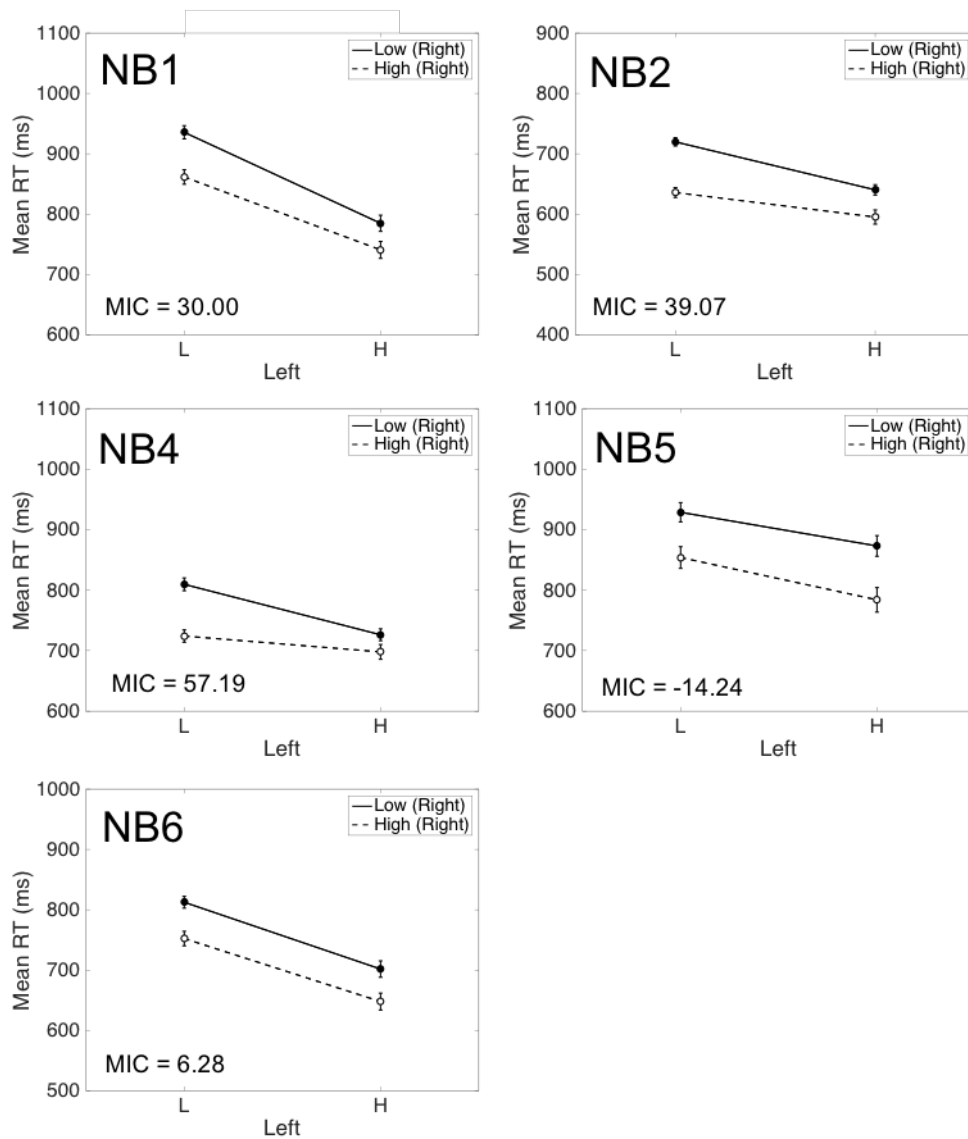 NB1
Low (Right)
High (Right)
1100
1000
900
800
700
600
Mean RT (ms)
MIC = 30.00
L
H
Left
NB2
Low (Right)
High (Right)
900
800
700
600
500
400
Mean RT (ms)
MIC = 39.07
L
H
Left
NB4
Low (Right)
High (Right)
1100
1000
900
800
700
600
Mean RT (ms)
MIC = 57.19
L
H
Left
NB5
Low (Right)
High (Right)
1100
1000
900
800
700
600
Mean RT (ms)
MIC = -14.24
L
H
Left
NB6
Low (Right)
High (Right)
1000
900
800
700
600
500
Mean RT (ms)
MIC = 6.28
L
H
Left